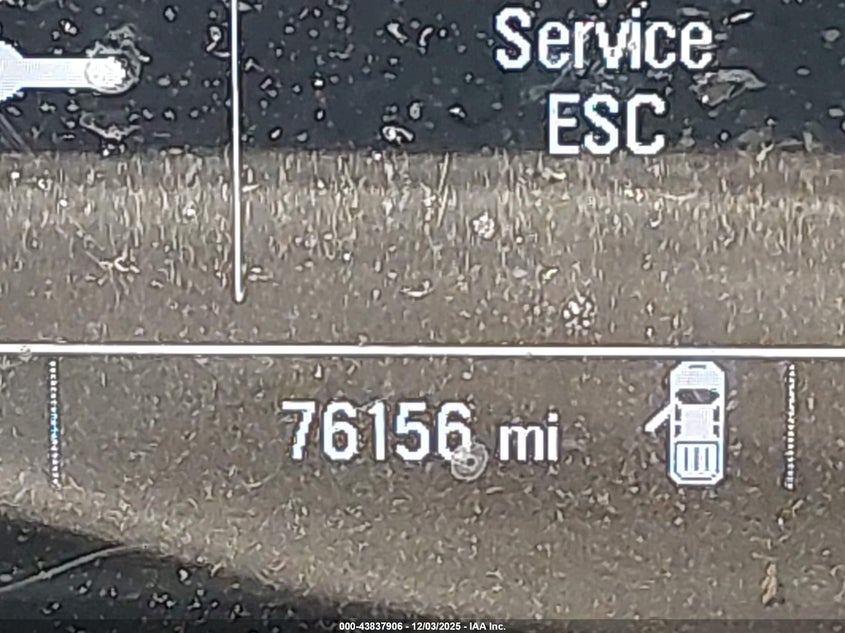 Service
ESC
76156 mi
000-43837906 - 12/03/2025 - IAA Inc.